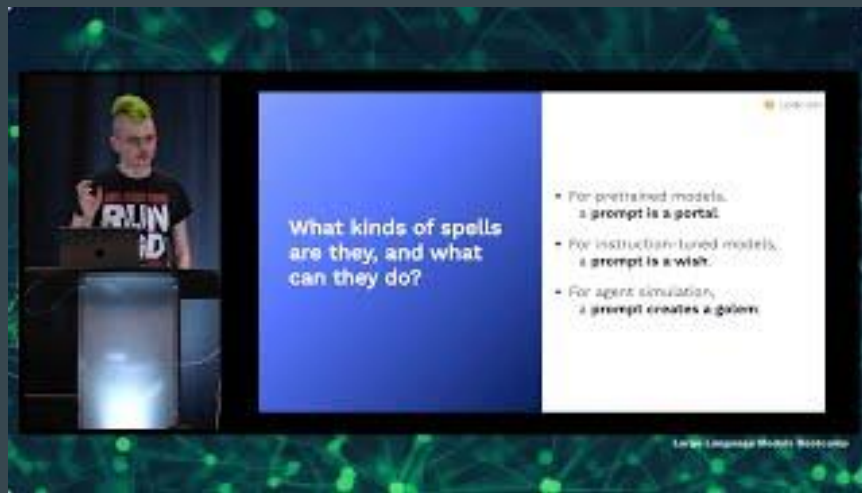 RUN
What kinds of spells
are they, and what
can they do?
• For pretrained models,
a prompt is a portal.
• For instruction-tuned models,
a prompt is a wish.
• For agent simulation,
a prompt creates a golem.
Large Language Models Bootcamp